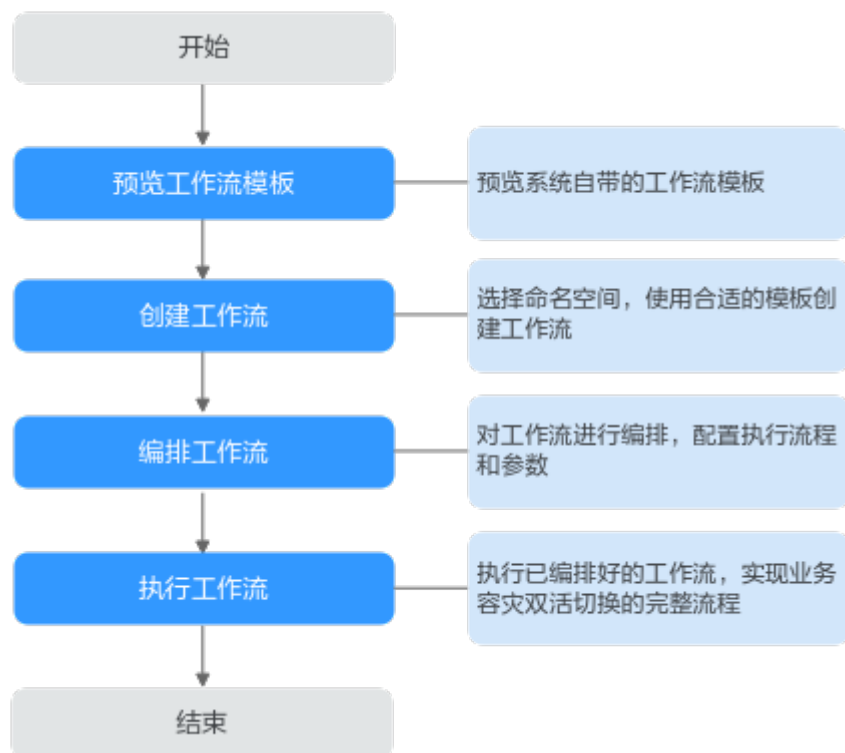 开始
预览工作流模板
预览系统自带的工作流模板
创建工作流
选择命名空间，使用合适的模板创
建工作流
编排工作流
对工作流进行编排，配置执行流程
和参数
执行工作流
执行已编排好的工作流，实现业务
容灾双活切换的完整流程
结束